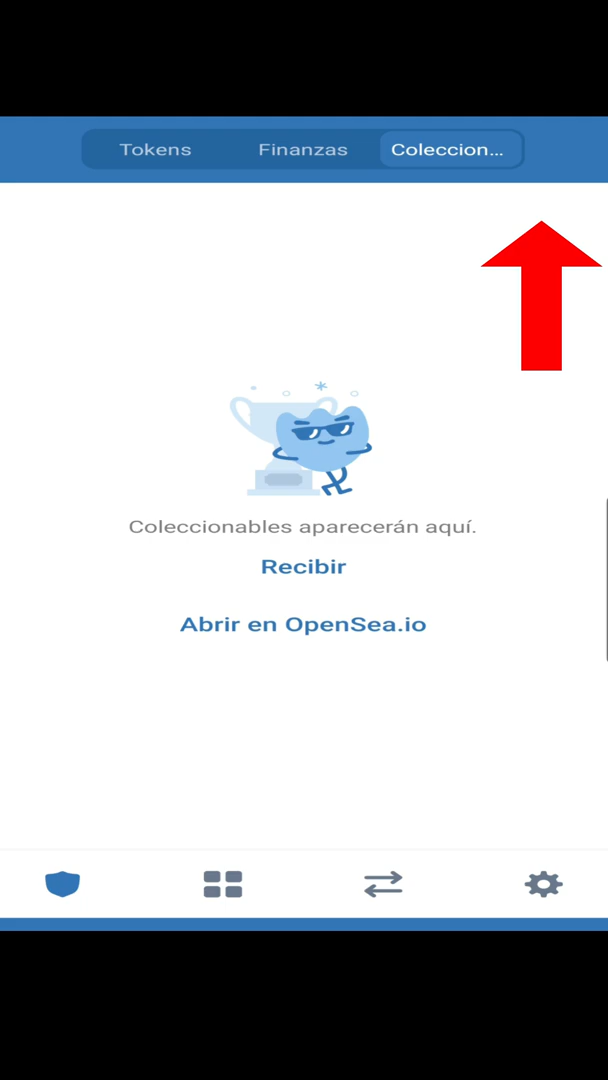 Tokens
Finanzas
Coleccion...
Coleccionables aparecerán aquí.
Recibir
Abrir en OpenSea.io